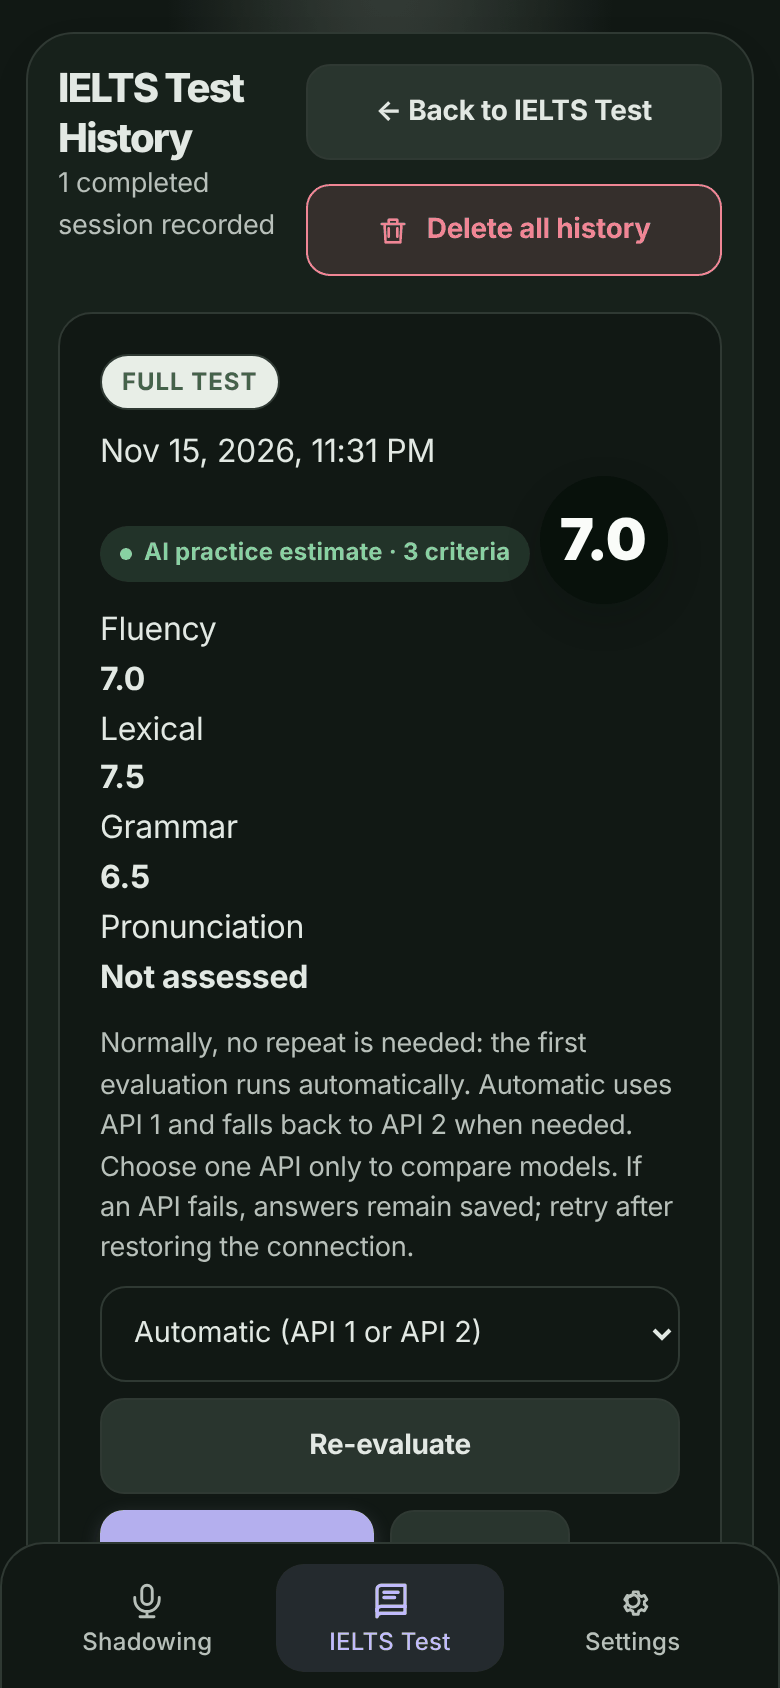 IELTS Test
History
1 completed
session recorded
← Back to IELTS Test
Delete all history
FULL TEST
Nov 15, 2026, 11:31 PM
AI practice estimate · 3 criteria
7.0
Fluency
7.0
Lexical
7.5
Grammar
6.5
Pronunciation
Not assessed
Normally, no repeat is needed: the first
evaluation runs automatically. Automatic uses
API 1 and falls back to API 2 when needed.
Choose one API only to compare models. If
an API fails, answers remain saved; retry after
restoring the connection.
Automatic (API 1 or API 2)
Re-evaluate
Shadowing
IELTS Test
Settings